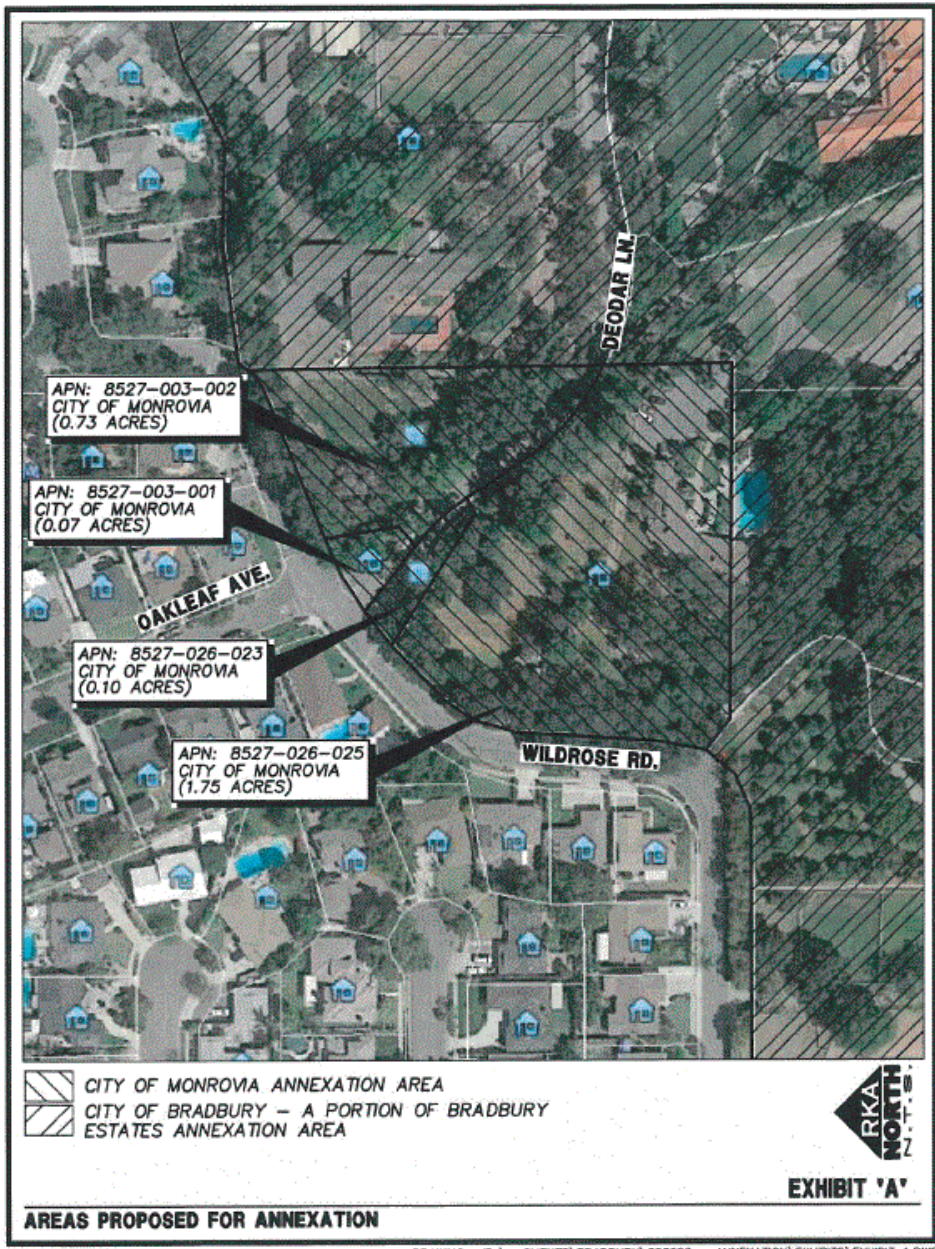 DEODAR LN.
APN: 8527-003-002
CITY OF MONROVIA
(0.73 ACRES)
APN: 8527-003-001
CITY OF MONROVIA
(0.07 ACRES)
OAKLEAF AVE.
APN: 8527-026-023
CITY OF MONROVIA
(0.10 ACRES)
APN: 8527-026-025
CITY OF MONROVIA
(1.75 ACRES)
WILDROSE RD.
CITY OF MONROVIA ANNEXATION AREA
CITY OF BRADBURY - A PORTION OF BRADBURY
ESTATES ANNEXATION AREA
RKA
NORTH
N.T.S.
EXHIBIT 'A'
AREAS PROPOSED FOR ANNEXATION